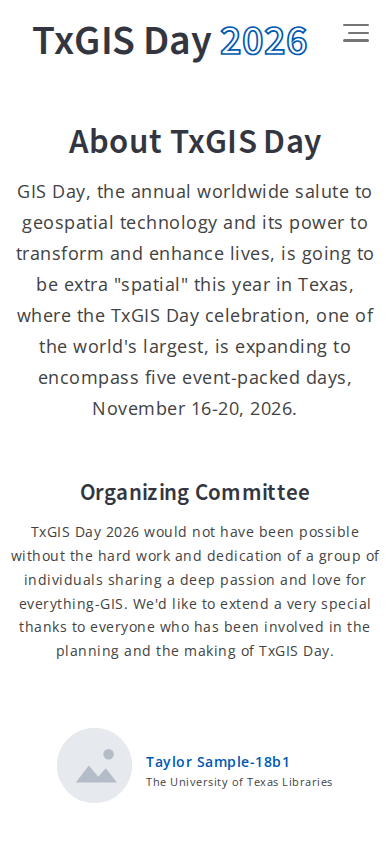 TxGIS Day 2026
About TxGIS Day
GIS Day, the annual worldwide salute to
geospatial technology and its power to
transform and enhance lives, is going to
be extra "spatial" this year in Texas,
where the TxGIS Day celebration, one of
the world's largest, is expanding to
encompass five event-packed days,
November 16-20, 2026.
Organizing Committee
TxGIS Day 2026 would not have been possible
without the hard work and dedication of a group of
individuals sharing a deep passion and love for
everything-GIS. We'd like to extend a very special
thanks to everyone who has been involved in the
planning and the making of TxGIS Day.
Taylor Sample-18b1
The University of Texas Libraries